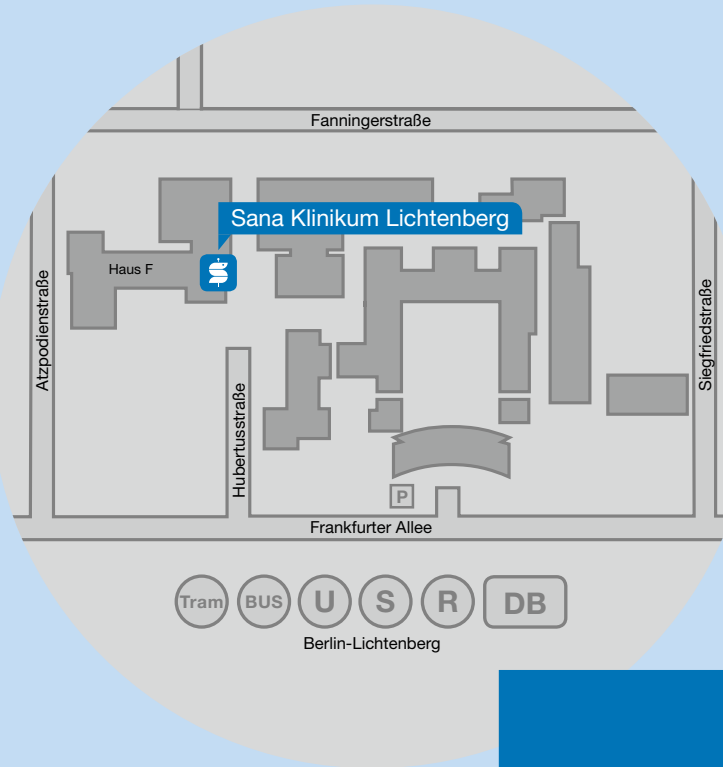 Fanningerstraße
Sana Klinikum Lichtenberg
Haus F
Atzpodienstraße
Siegfriedstraße
Hubertusstraße
P
Frankfurter Allee
Tram BUS U S R DB
Berlin-Lichtenberg